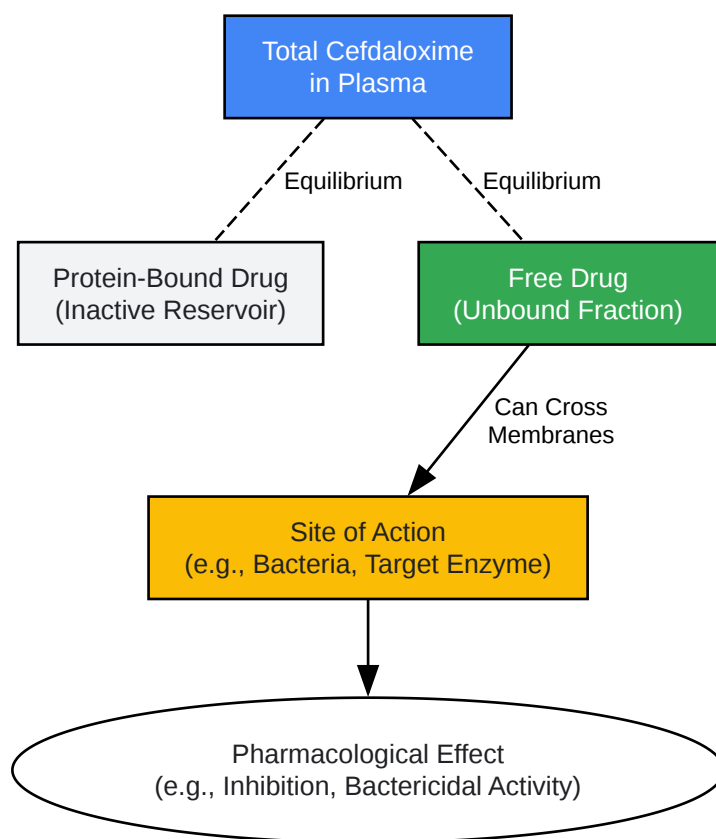 Total Cefdaloxime
in Plasma
Equilibrium
Equilibrium
Protein-Bound Drug
(Inactive Reservoir)
Free Drug
(Unbound Fraction)
Can Cross
Membranes
Site of Action
(e.g., Bacteria, Target Enzyme)
Pharmacological Effect
(e.g., Inhibition, Bactericidal Activity)